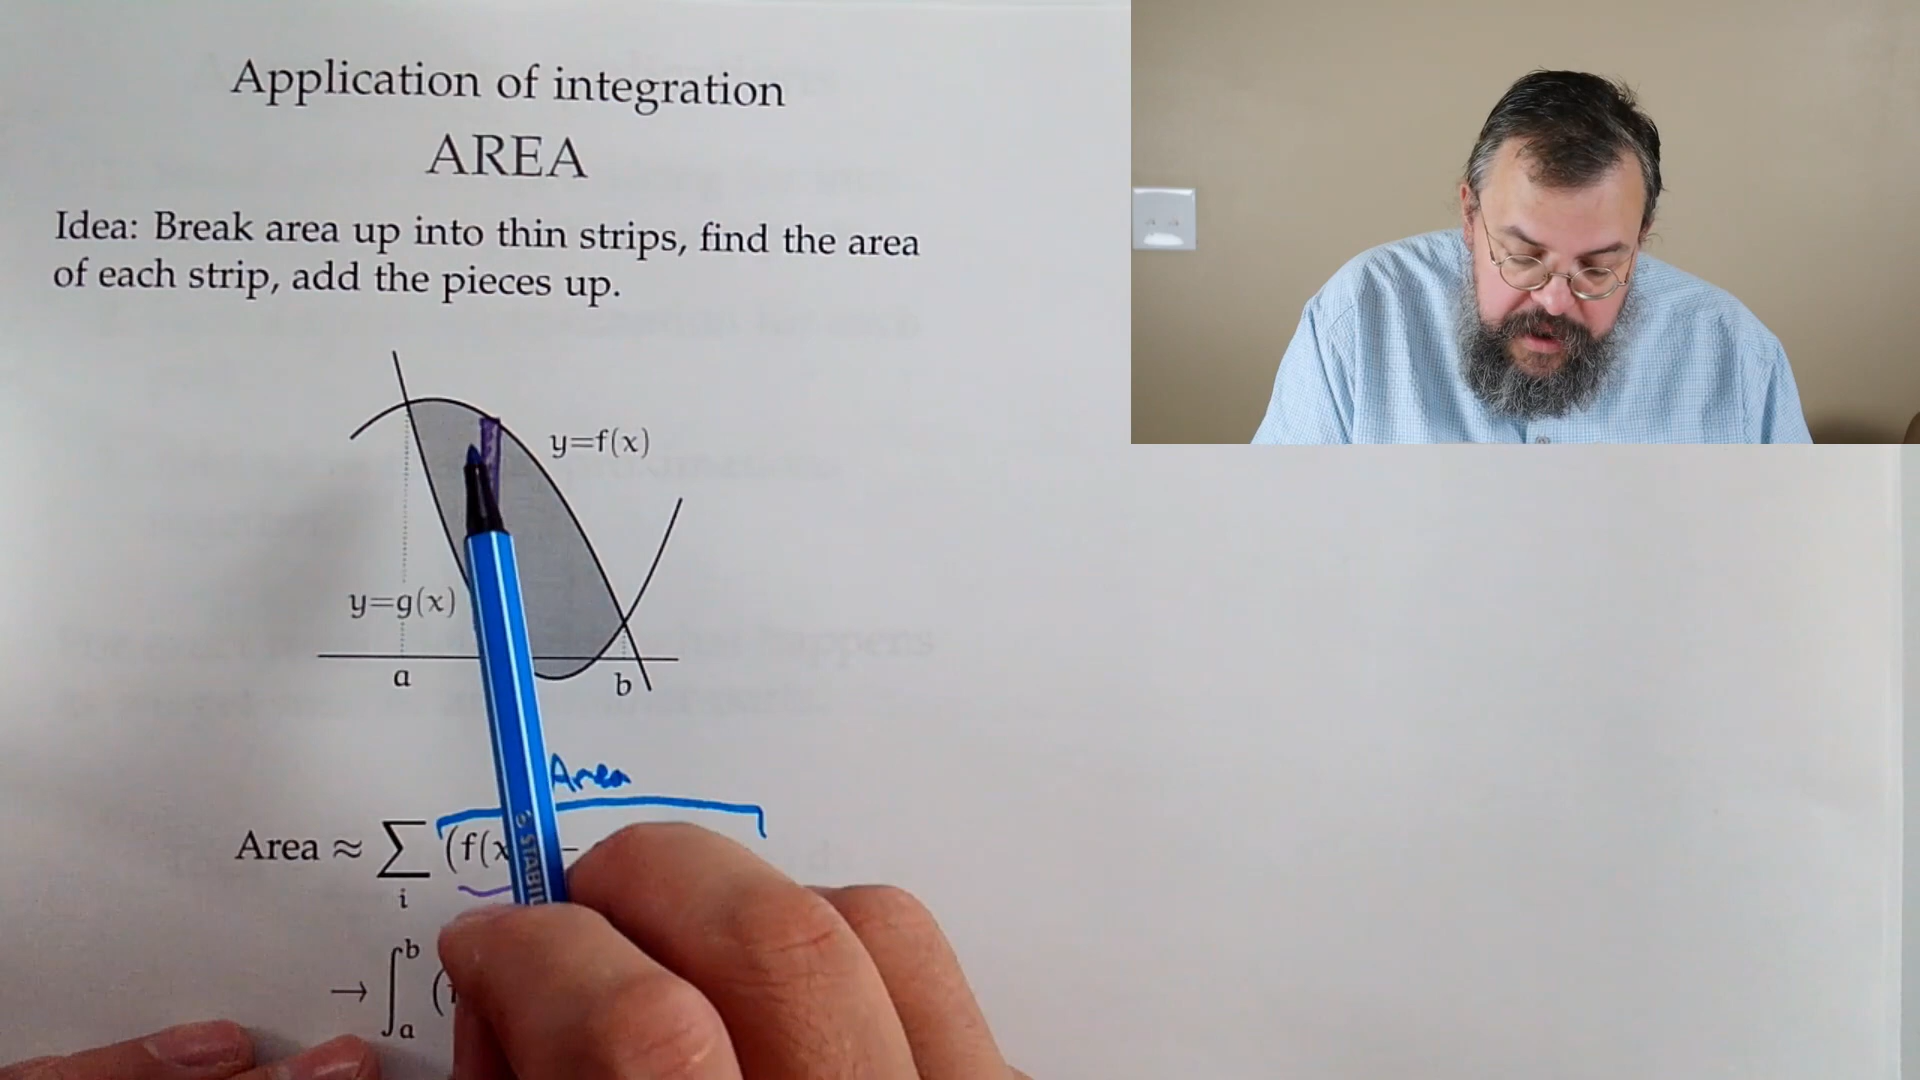 Application of integration
AREA
Idea: Break area up into thin strips, find the area
of each strip, add the pieces up.
y=f(x)
y=g(x)
a
b
Area
Area ≈ ∑ (f(x −
i
→ ∫ b a (
STABIL